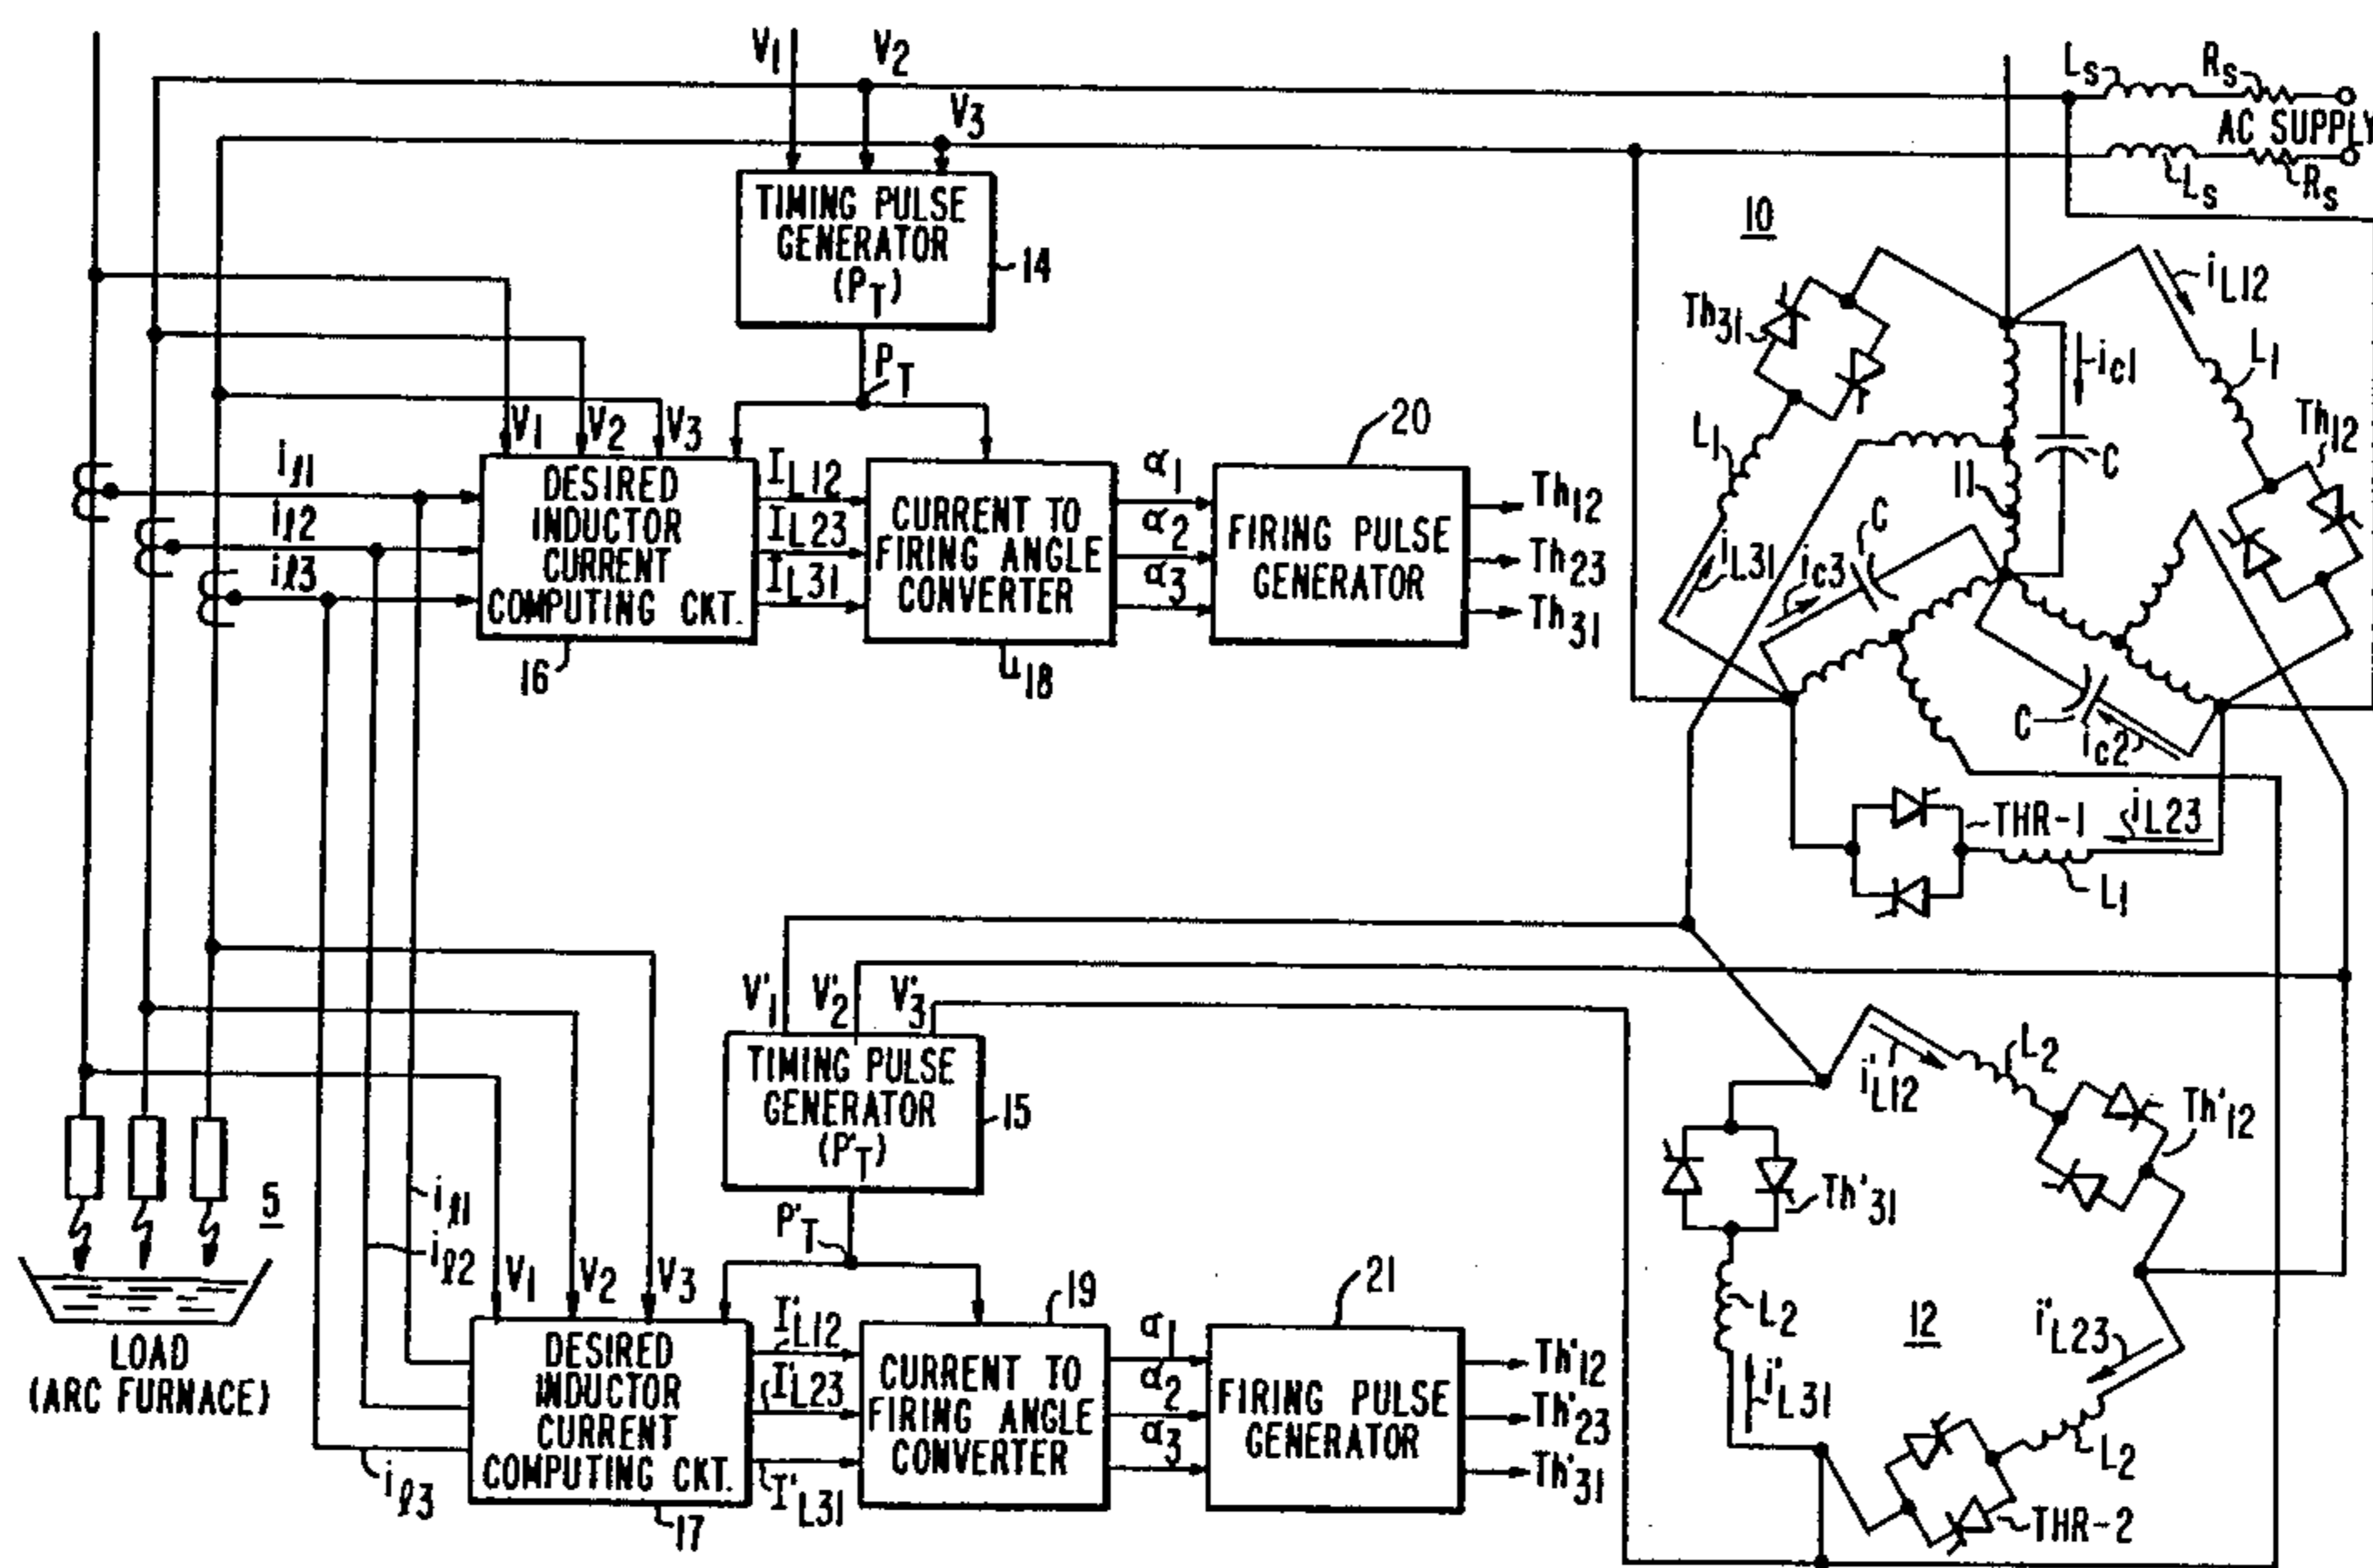 V1
V2
V3
Ls
Rs
AC SUPPLY
Ls
Rs
TIMING PULSE
GENERATOR
(PT)
14
10
iL12
Th31
PT
ic1
L1
C
Th12
V1
V2
V3
20
L1
11
iℓ1
iℓ2
iℓ3
DESIRED
INDUCTOR
CURRENT
COMPUTING CKT.
16
IL12
IL23
IL31
CURRENT TO
FIRING ANGLE
CONVERTER
18
α1
α2
α3
FIRING PULSE
GENERATOR
Th12
Th23
Th31
iL31
ic3
C
C
ic2
THR-1
iL23
L1
V'1
V'2
V'3
TIMING PULSE
GENERATOR
(P'T)
15
i'L12
L2
Th'12
Th'31
5
iℓ1
iℓ2
P'T
V1
V2
V3
19
21
L2
12
i'L23
LOAD
(ARC FURNACE)
DESIRED
INDUCTOR
CURRENT
COMPUTING CKT.
17
iℓ3
I'L12
I'L23
I'L31
CURRENT TO
FIRING ANGLE
CONVERTER
α1
α2
α3
FIRING PULSE
GENERATOR
Th'12
Th'23
Th'31
i'L31
L2
THR-2